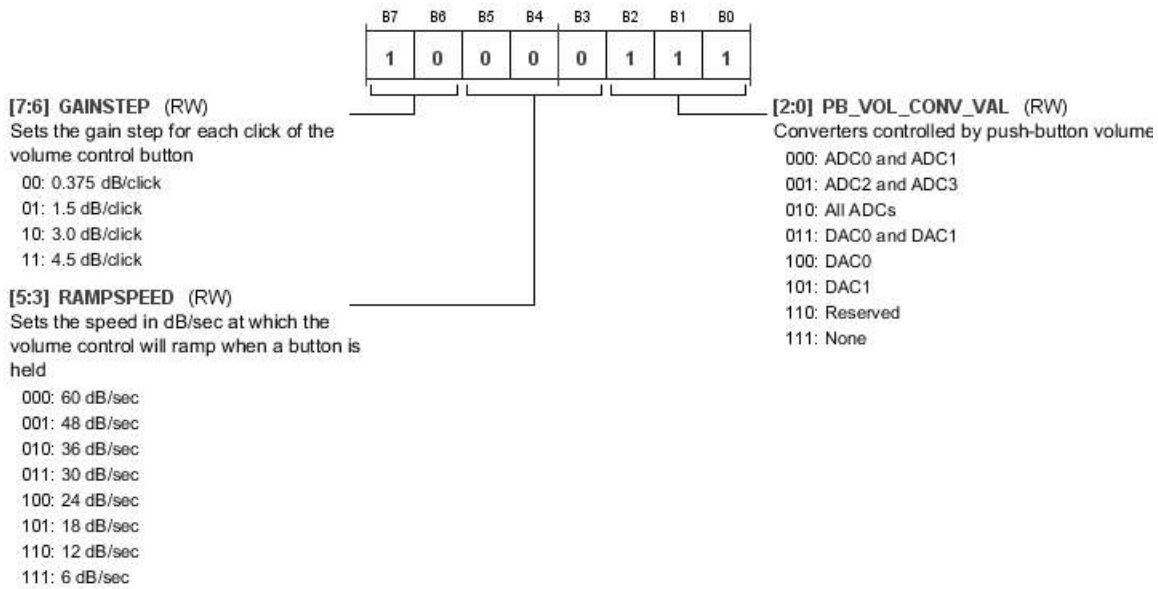 B7 B6 B5 B4 B3 B2 B1 B0
1 0 0 0 0 1 1 1
[7:6] GAINSTEP (RW)
Sets the gain step for each click of the
volume control button
00: 0.375 dB/click
01: 1.5 dB/click
10: 3.0 dB/click
11: 4.5 dB/click
[5:3] RAMPSPEED (RW)
Sets the speed in dB/sec at which the
volume control will ramp when a button is
held
000: 60 dB/sec
001: 48 dB/sec
010: 36 dB/sec
011: 30 dB/sec
100: 24 dB/sec
101: 18 dB/sec
110: 12 dB/sec
111: 6 dB/sec
[2:0] PB_VOL_CONV_VAL (RW)
Converters controlled by push-button volume
000: ADC0 and ADC1
001: ADC2 and ADC3
010: All ADCs
011: DAC0 and DAC1
100: DAC0
101: DAC1
110: Reserved
111: None